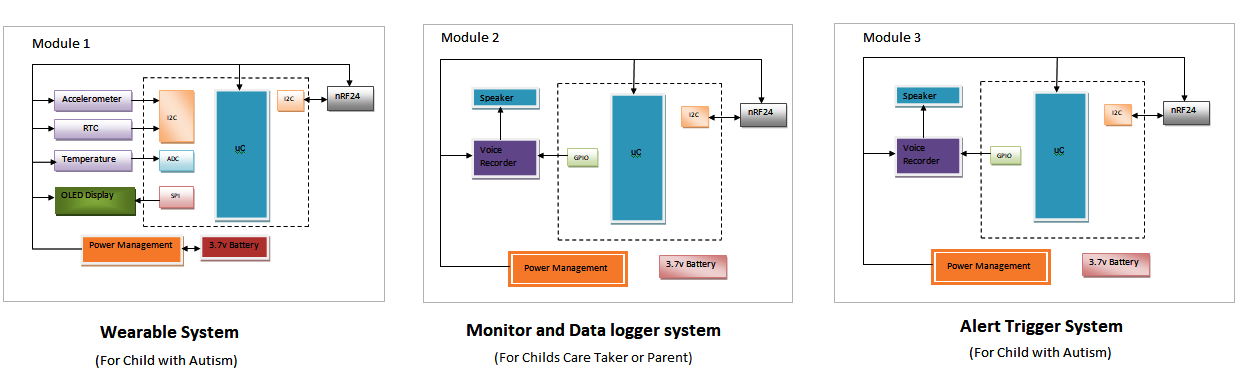 Module 1
Accelerometer
RTC
Temperature
OLED Display
I2C
ADC
SPI
uC
I2C
nRF24
Power Management
3.7v Battery
Wearable System
(For Child with Autism)
Module 2
Speaker
Voice
Recorder
GPIO
uC
I2C
nRF24
Power Management
3.7v Battery
Monitor and Data logger system
(For Childs Care Taker or Parent)
Module 3
Speaker
Voice
Recorder
GPIO
uC
I2C
nRF24
Power Management
3.7v Battery
Alert Trigger System
(For Child with Autism)